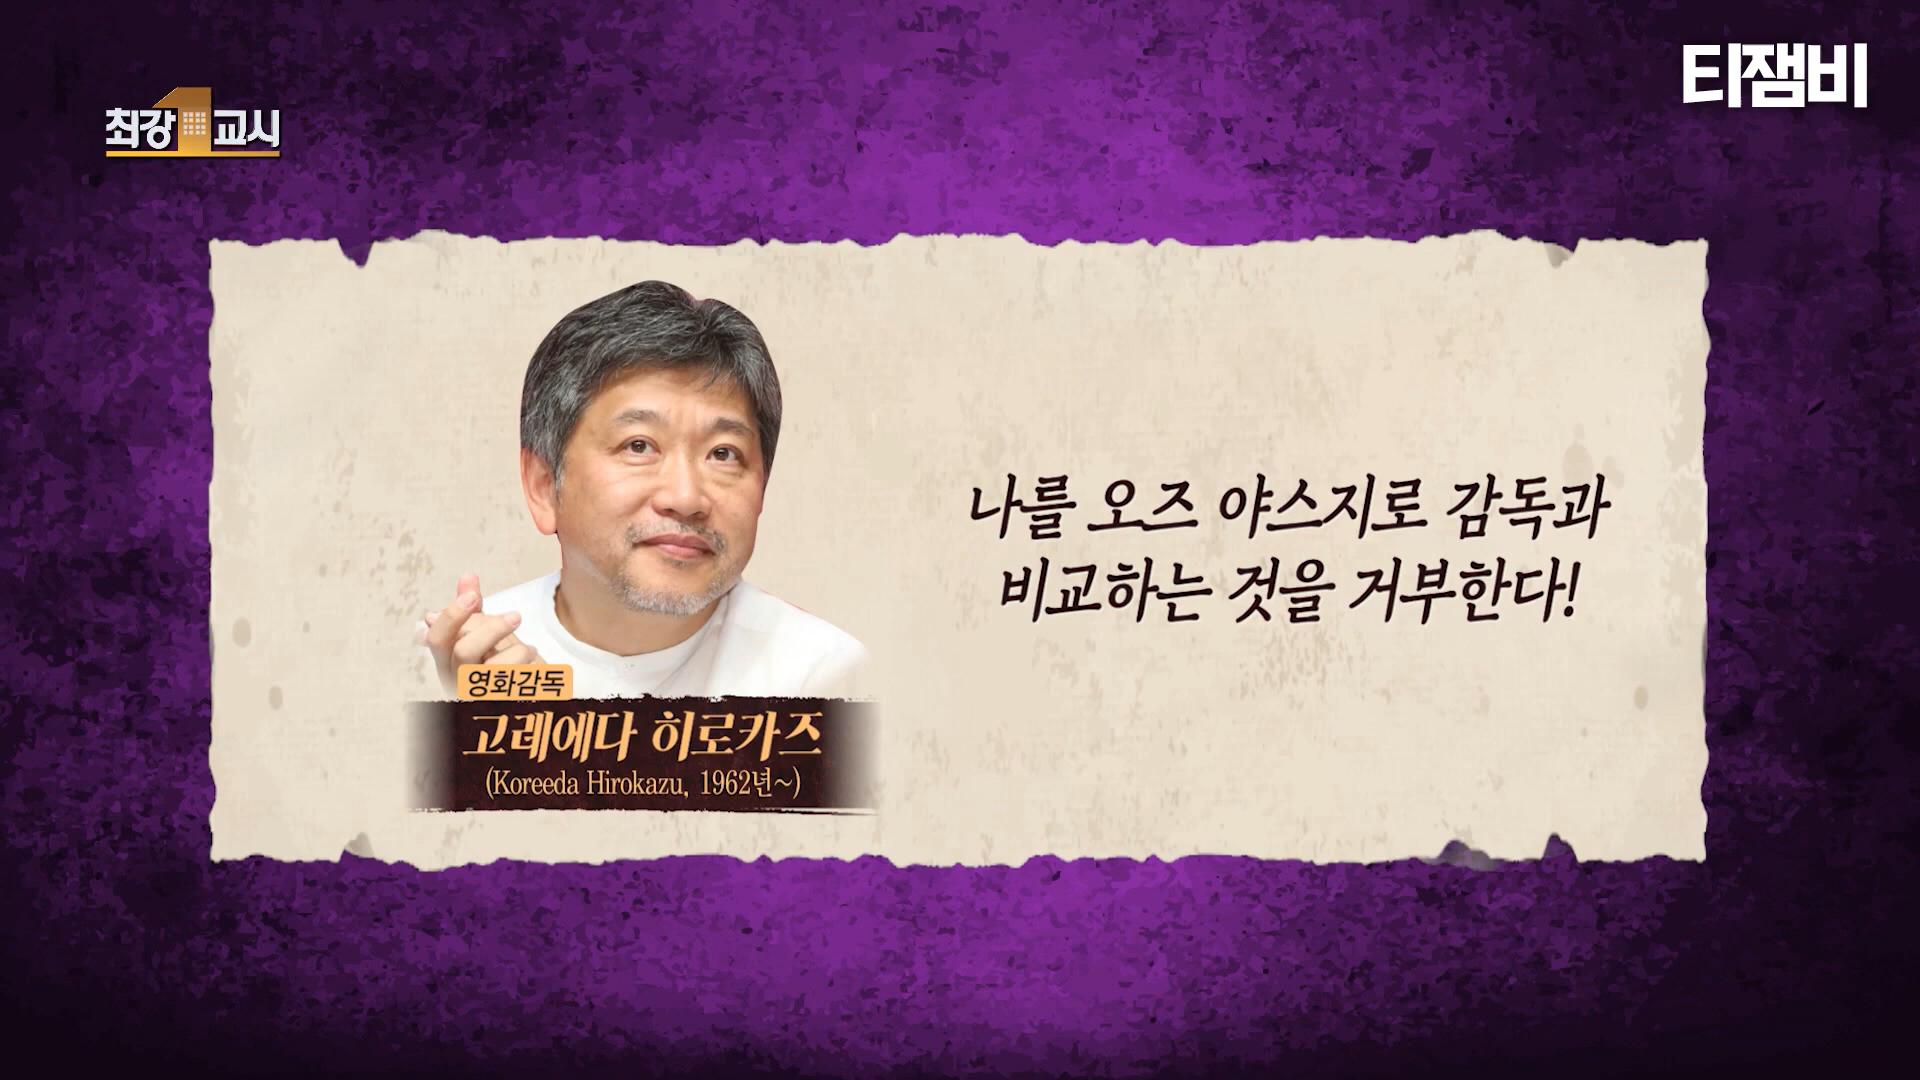 최강1교시
티잼비
나를 오즈 야스지로 감독과
비교하는 것을 거부한다!
영화감독
고레에다 히로카즈
(Koreeda Hirokazu, 1962년~)